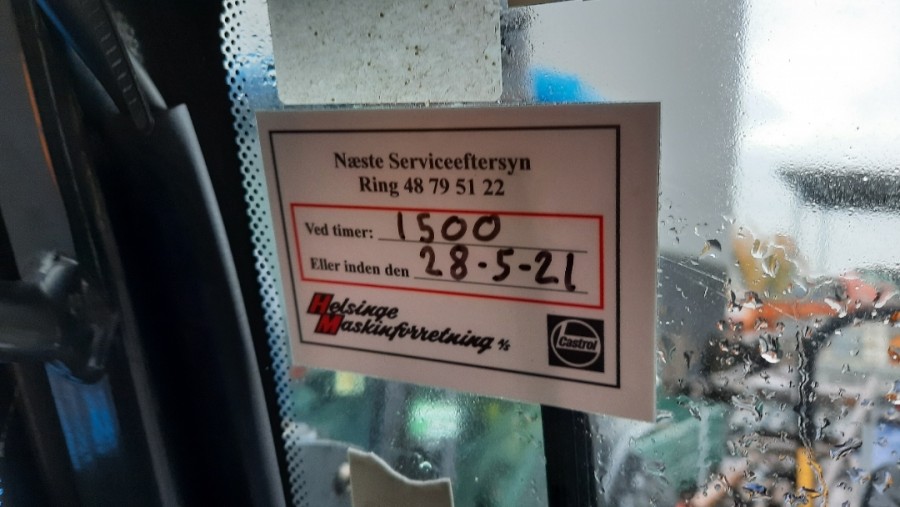 Næste Serviceeftersyn
Ring 48 79 51 22
Ved timer: 1500
Eller inden den 28-5-21
Helsinge
Maskinforretning A/S
Castrol